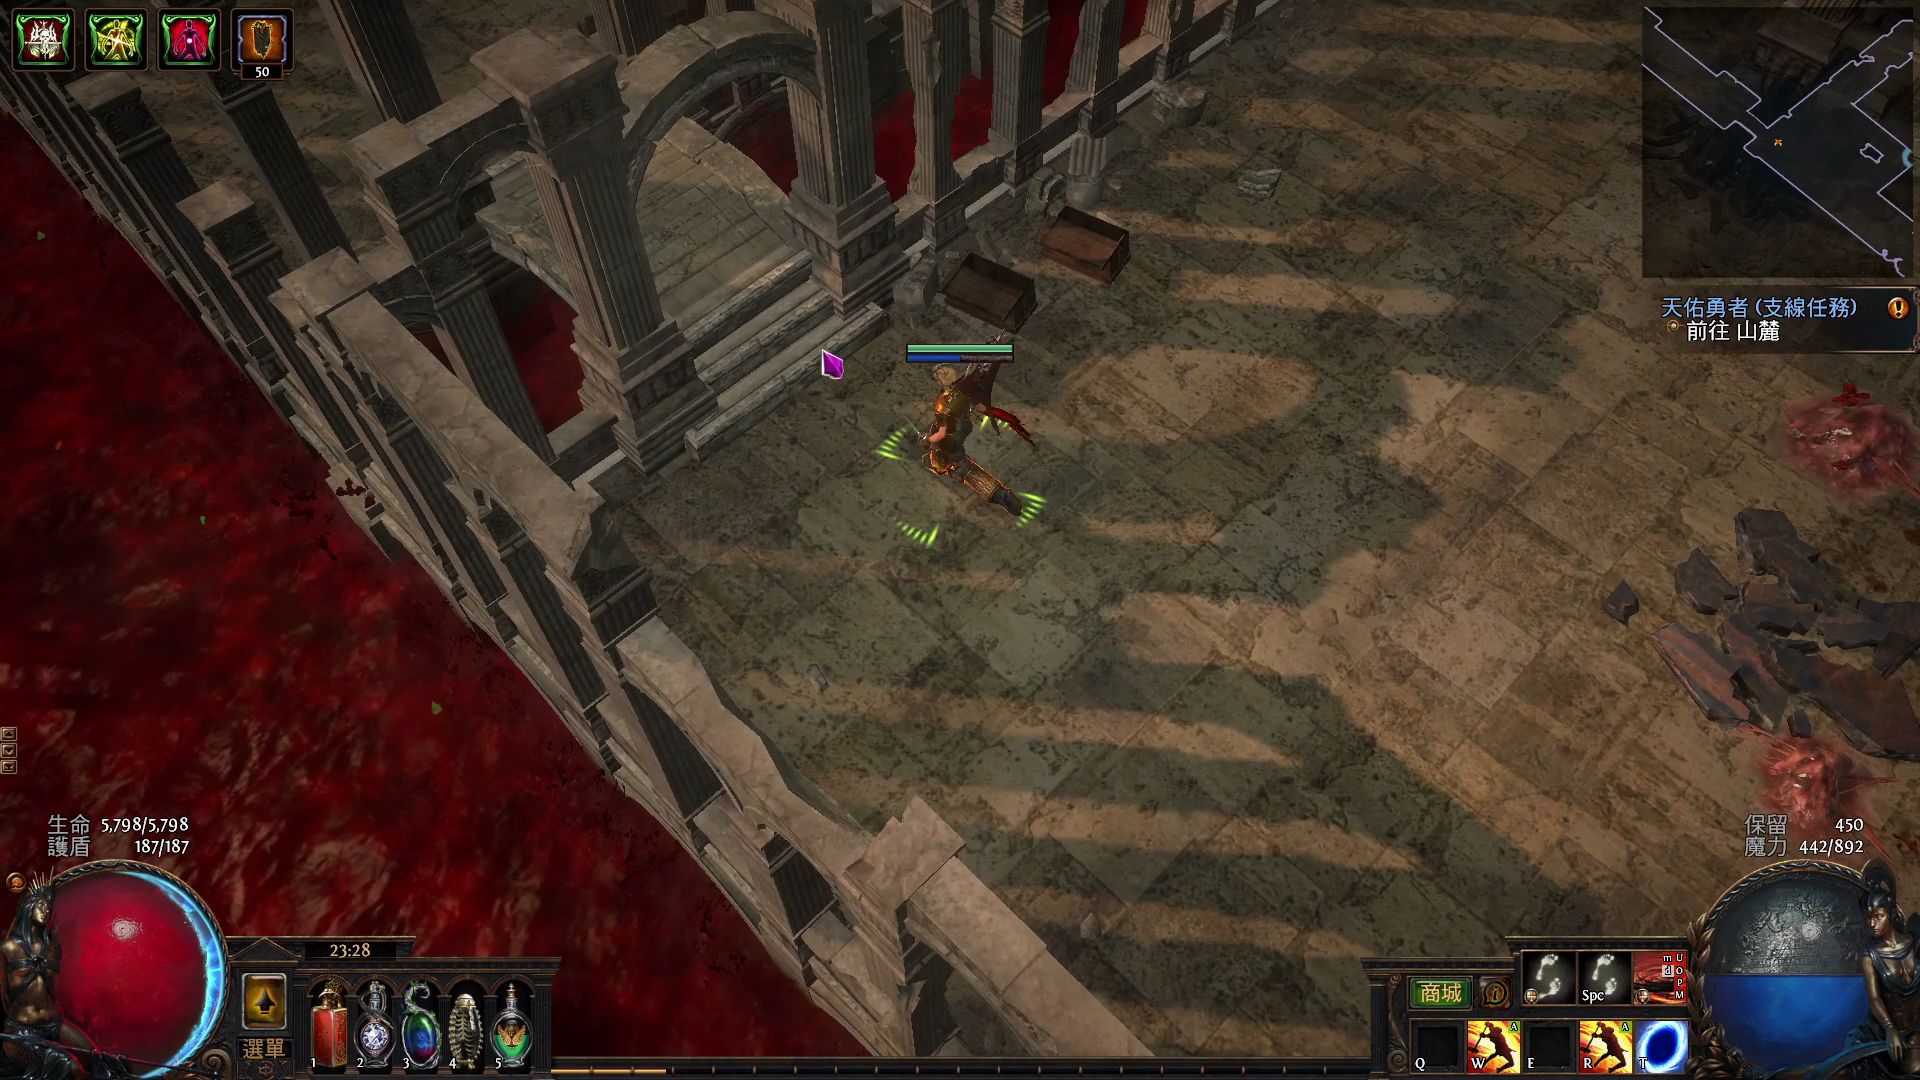 50
天佑勇者 (支線任務)
前往 山麓
生命 5,798/5,798
護盾 187/187
保留 450
魔力 442/892
23:28
選單
1 2 3 4 5
商城
Spc
m U
d O
P
M
Q W A E R A T